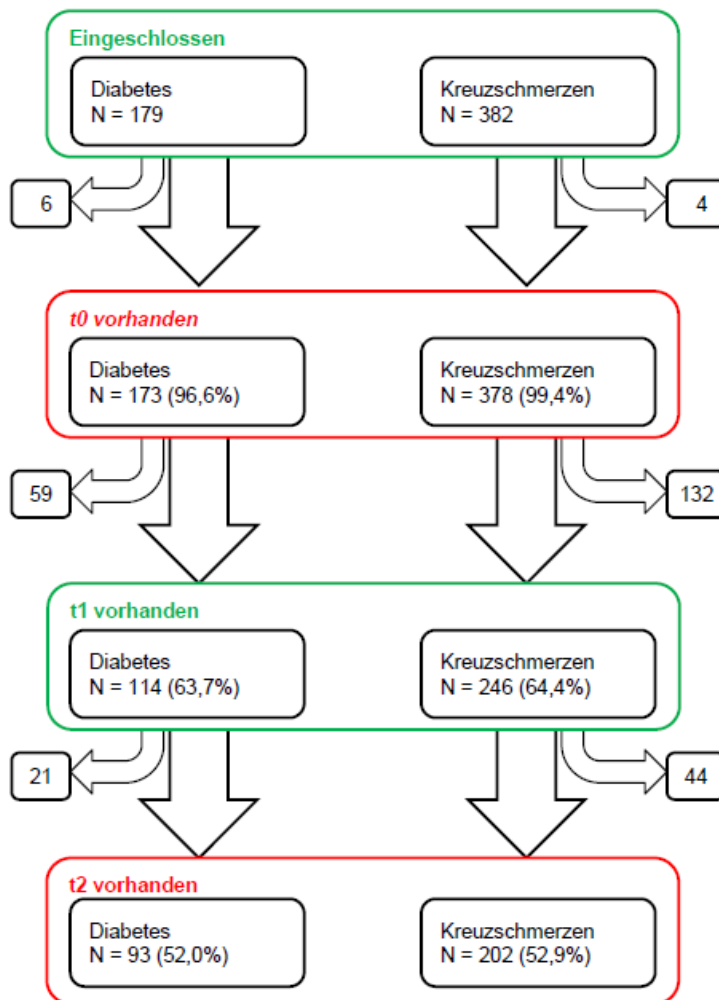 Eingeschlossen
Diabetes
N = 179
Kreuzschmerzen
N = 382
6
4
t0 vorhanden
Diabetes
N = 173 (96,6%)
Kreuzschmerzen
N = 378 (99,4%)
59
132
t1 vorhanden
Diabetes
N = 114 (63,7%)
Kreuzschmerzen
N = 246 (64,4%)
21
44
t2 vorhanden
Diabetes
N = 93 (52,0%)
Kreuzschmerzen
N = 202 (52,9%)